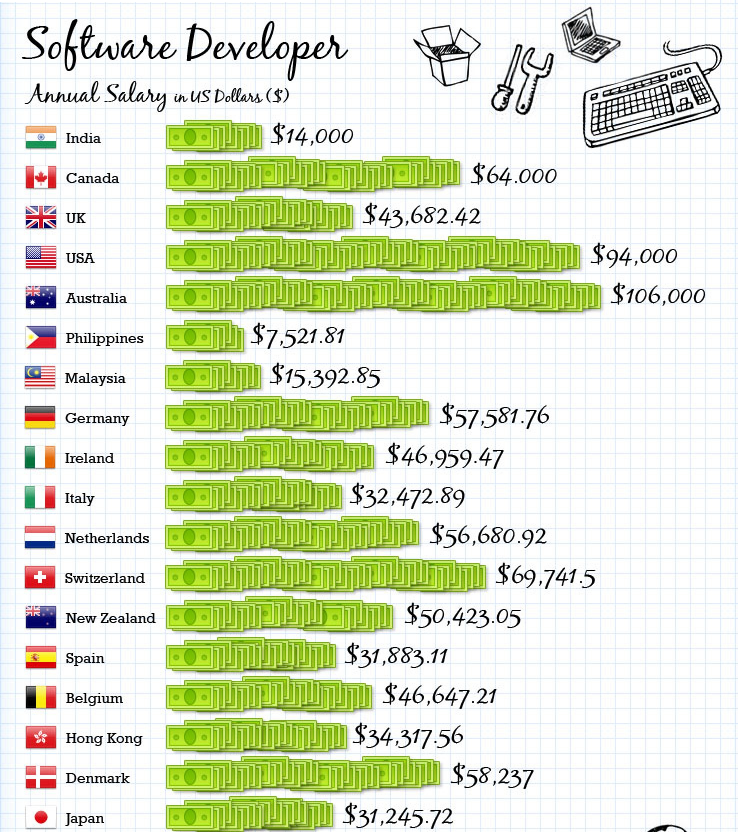 Software Developer
Annual Salary in US Dollars ($)
India $14,000
Canada $64.000
UK $43,682.42
USA $94,000
Australia $106,000
Philippines $7,521.81
Malaysia $15,392.85
Germany $57,581.76
Ireland $46,959.47
Italy $32,472.89
Netherlands $56,680.92
Switzerland $69,741.5
New Zealand $50,423.05
Spain $31,883.11
Belgium $46,647.21
Hong Kong $34,317.56
Denmark $58,237
Japan $31,245.72